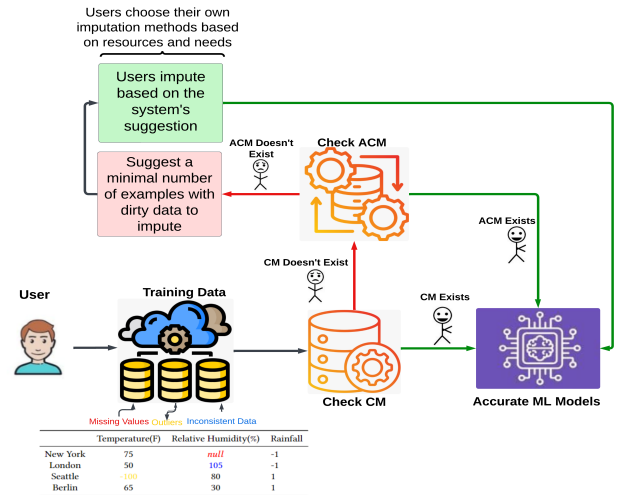 Users choose their own
imputation methods based
on resources and needs
Users impute
based on the
system's
suggestion
Suggest a
minimal number
of examples with
dirty data to
impute
ACM Doesn't
Exist
Check ACM
ACM Exists
CM Doesn't Exist
CM Exists
User
Training Data
Check CM
Accurate ML Models
Missing Values Outliers Inconsistent Data
Temperature(F) Relative Humidity(%) Rainfall
New York 75 null -1
London 50 105 -1
Seattle -100 80 1
Berlin 65 30 1